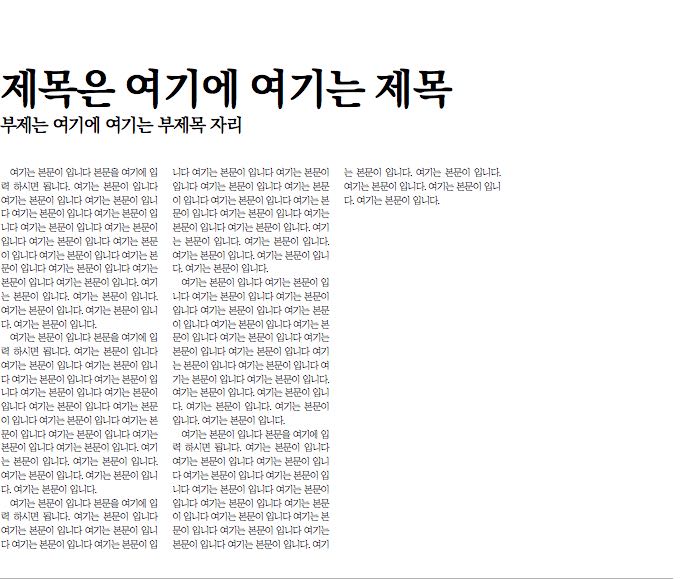 제목은 여기에 여기는 제목
부제는 여기에 여기는 부제목 자리
여기는 본문이 입니다 본문을 여기에 입
력 하시면 됩니다. 여기는 본문이 입니다
여기는 본문이 입니다 여기는 본문이 입니
다 여기는 본문이 입니다 여기는 본문이 입
니다 여기는 본문이 입니다 여기는 본문이
입니다 여기는 본문이 입니다 여기는 본문
이 입니다 여기는 본문이 입니다 여기는 본
문이 입니다 여기는 본문이 입니다 여기는
본문이 입니다 여기는 본문이 입니다. 여기
는 본문이 입니다. 여기는 본문이 입니다.
여기는 본문이 입니다. 여기는 본문이 입니
다. 여기는 본문이 입니다.
여기는 본문이 입니다 본문을 여기에 입
력 하시면 됩니다. 여기는 본문이 입니다
여기는 본문이 입니다 여기는 본문이 입니
다 여기는 본문이 입니다 여기는 본문이 입
니다 여기는 본문이 입니다 여기는 본문이
입니다 여기는 본문이 입니다 여기는 본문
이 입니다 여기는 본문이 입니다 여기는 본
문이 입니다 여기는 본문이 입니다 여기는
본문이 입니다 여기는 본문이 입니다. 여기
는 본문이 입니다. 여기는 본문이 입니다.
여기는 본문이 입니다. 여기는 본문이 입니
다. 여기는 본문이 입니다.
여기는 본문이 입니다 본문을 여기에 입
력 하시면 됩니다. 여기는 본문이 입니다
여기는 본문이 입니다 여기는 본문이 입니
다 여기는 본문이 입니다 여기는 본문이 입
니다 여기는 본문이 입니다 여기는 본문이
입니다 여기는 본문이 입니다 여기는 본문
이 입니다 여기는 본문이 입니다 여기는 본
문이 입니다 여기는 본문이 입니다 여기는
본문이 입니다 여기는 본문이 입니다. 여기
는 본문이 입니다. 여기는 본문이 입니다.
여기는 본문이 입니다. 여기는 본문이 입니
다. 여기는 본문이 입니다.
여기는 본문이 입니다 여기는 본문이 입
니다 여기는 본문이 입니다 여기는 본문이
입니다 여기는 본문이 입니다 여기는 본문
이 입니다 여기는 본문이 입니다 여기는 본
문이 입니다 여기는 본문이 입니다 여기는
본문이 입니다 여기는 본문이 입니다 여기
는 본문이 입니다 여기는 본문이 입니다 여
기는 본문이 입니다 여기는 본문이 입니다.
여기는 본문이 입니다. 여기는 본문이 입니
다. 여기는 본문이 입니다. 여기는 본문이
입니다. 여기는 본문이 입니다.
여기는 본문이 입니다 본문을 여기에 입
력 하시면 됩니다. 여기는 본문이 입니다
여기는 본문이 입니다 여기는 본문이 입니
다 여기는 본문이 입니다 여기는 본문이 입
니다 여기는 본문이 입니다 여기는 본문이
입니다 여기는 본문이 입니다 여기는 본문
이 입니다 여기는 본문이 입니다 여기는 본
문이 입니다 여기는 본문이 입니다 여기는
본문이 입니다 여기는 본문이 입니다. 여기
는 본문이 입니다. 여기는 본문이 입니다.
여기는 본문이 입니다. 여기는 본문이 입니
다. 여기는 본문이 입니다.